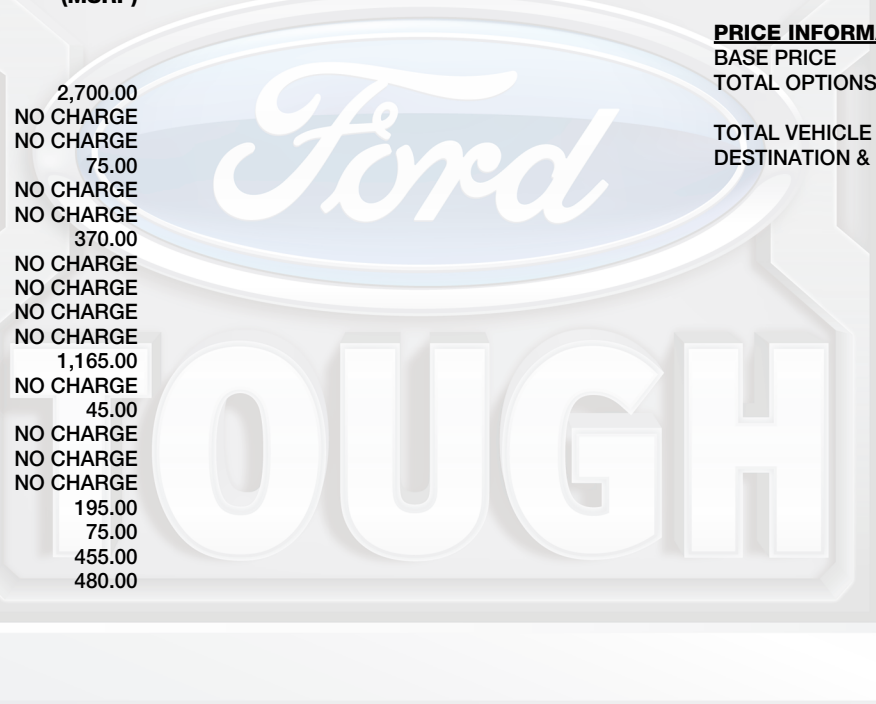 (MSRP)
2,700.00
NO CHARGE
NO CHARGE
75.00
NO CHARGE
NO CHARGE
370.00
NO CHARGE
NO CHARGE
NO CHARGE
NO CHARGE
1,165.00
NO CHARGE
45.00
NO CHARGE
NO CHARGE
NO CHARGE
195.00
75.00
455.00
480.00
PRICE INFORMA
BASE PRICE
TOTAL OPTIONS
TOTAL VEHICLE
DESTINATION &
Ford
TOUGH